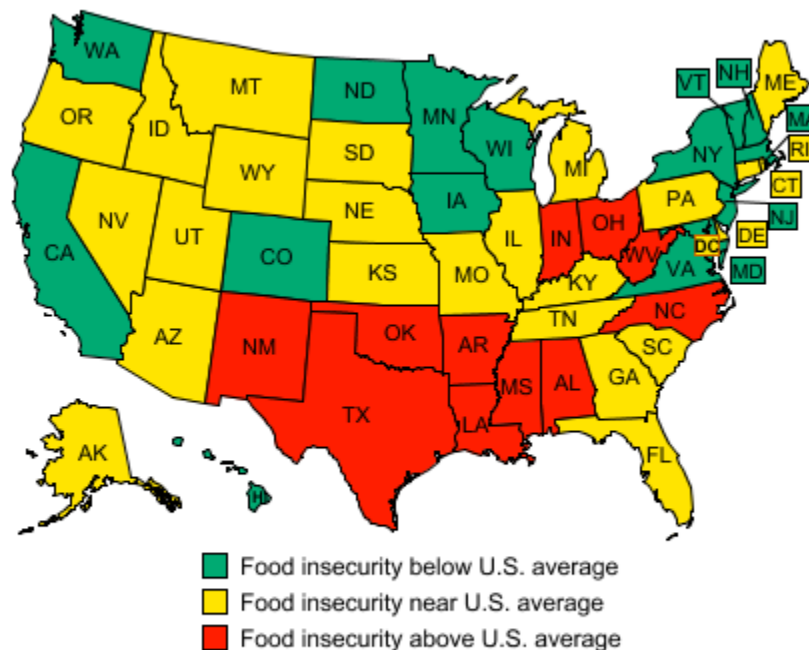 WA
MT
ND
MN
VT
NH
ME
OR
ID
SD
WI
MI
NY
MA
RI
WY
CT
NV
NE
IA
PA
NJ
CA
UT
CO
IL
IN
OH
DC
DE
KS
MO
WV
VA
MD
KY
AZ
NM
OK
AR
TN
NC
SC
TX
MS
AL
GA
LA
AK
FL
H
Food insecurity below U.S. average
Food insecurity near U.S. average
Food insecurity above U.S. average